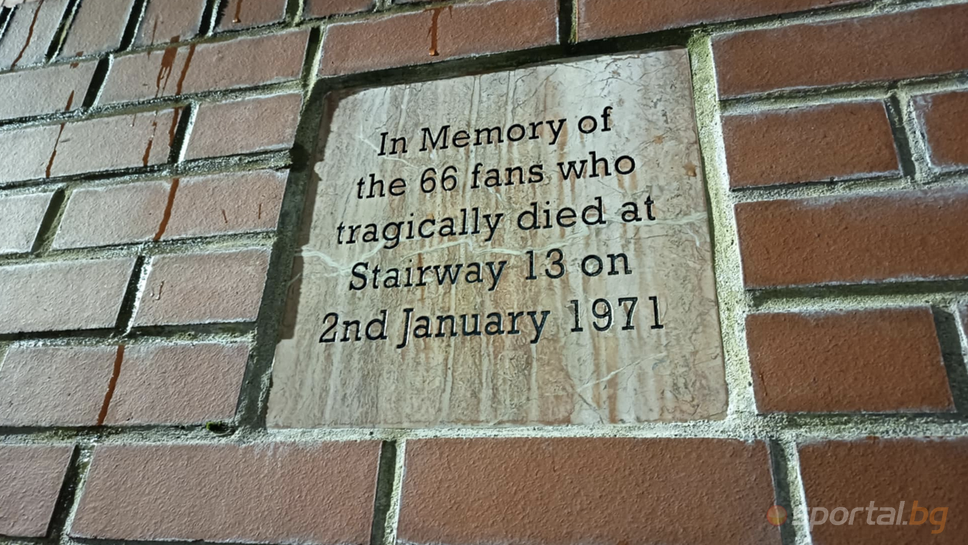 In Memory of
the 66 fans who
tragically died at
Stairway 13 on
2nd January 1971
sportal.bg